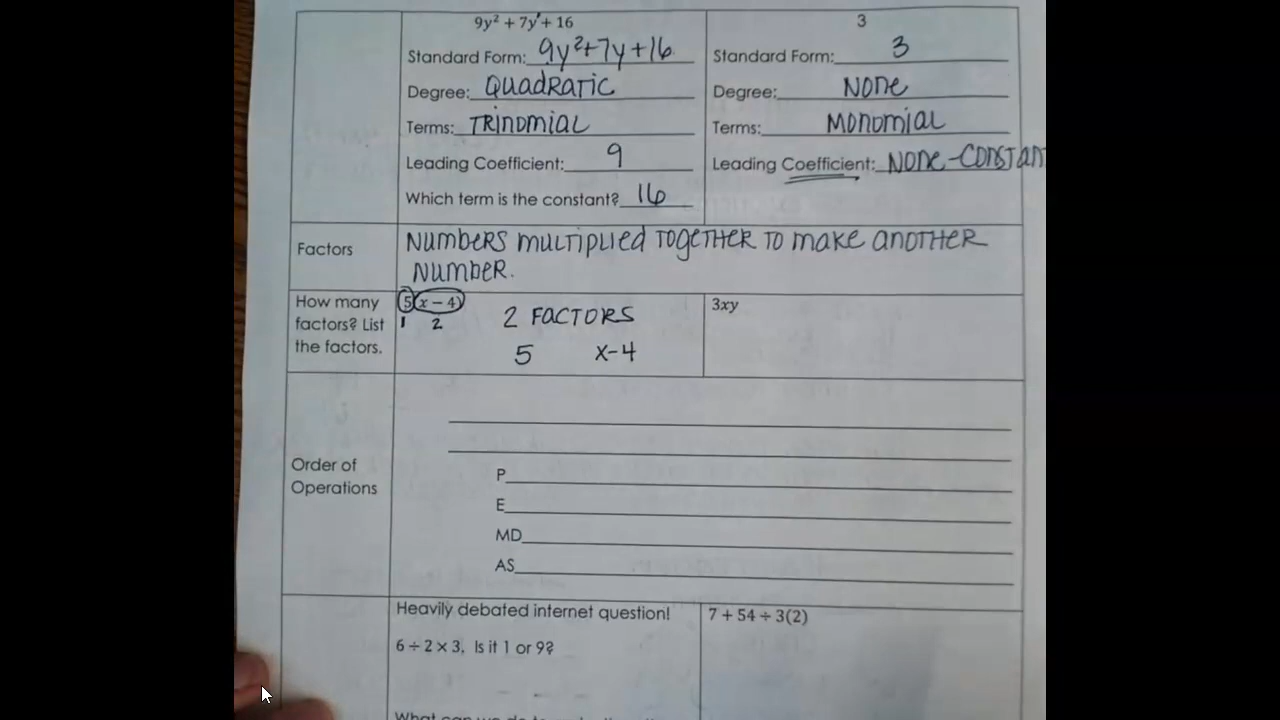 9y² + 7y + 16
Standard Form: 9y²+7y+16
Degree: QUADRATIC
Terms: TRINOMIAL
Leading Coefficient: 9
Which term is the constant? 16
3
Standard Form: 3
Degree: NONE
Terms: MONOMIAL
Leading Coefficient: NONE-CONSTAN
Factors
NUMBERS MULTIPLIED TOGETHER TO MAKE ANOTHER
NUMBER.
How many
factors? List
the factors.
5(x − 4)
1 2
2 FACTORS
5 x-4
3xy
Order of
Operations
P
E
MD
AS
Heavily debated internet question!
6 ÷ 2 × 3, Is it 1 or 9?
7 + 54 ÷ 3(2)